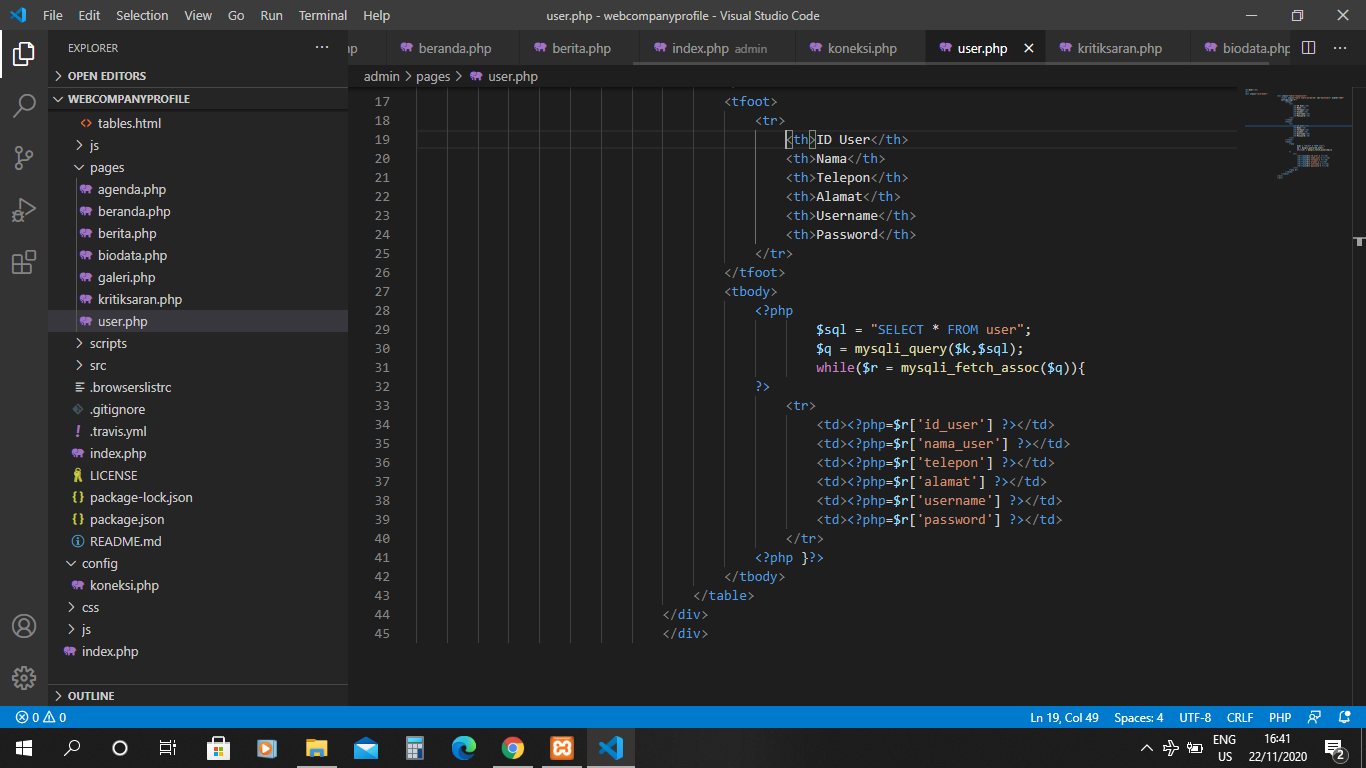 File Edit Selection View Go Run Terminal Help user.php - webcompanyprofile - Visual Studio Code
EXPLORER
hp beranda.php berita.php index.php admin koneksi.php user.php kritiksaran.php biodata.php
OPEN EDITORS
WEBCOMPANYPROFILE
tables.html
js
pages
agenda.php
beranda.php
berita.php
biodata.php
galeri.php
kritiksaran.php
user.php
scripts
src
.browserslistrc
.gitignore
.travis.yml
index.php
LICENSE
package-lock.json
package.json
README.md
config
koneksi.php
css
js
index.php
OUTLINE
admin > pages > user.php
17 <tfoot>
18 <tr>
19 <th>ID User</th>
20 <th>Nama</th>
21 <th>Telepon</th>
22 <th>Alamat</th>
23 <th>Username</th>
24 <th>Password</th>
25 </tr>
26 </tfoot>
27 <tbody>
28 <?php
29 $sql = "SELECT * FROM user";
30 $q = mysqli_query($k,$sql);
31 while($r = mysqli_fetch_assoc($q)){
32 ?>
33 <tr>
34 <td><?php=$r['id_user'] ?></td>
35 <td><?php=$r['nama_user'] ?></td>
36 <td><?php=$r['telepon'] ?></td>
37 <td><?php=$r['alamat'] ?></td>
38 <td><?php=$r['username'] ?></td>
39 <td><?php=$r['password'] ?></td>
40 </tr>
41 <?php }?>
42 </tbody>
43 </table>
44 </div>
45 </div>
0 0 Ln 19, Col 49 Spaces: 4 UTF-8 CRLF PHP
ENG
US
16:41
22/11/2020
2